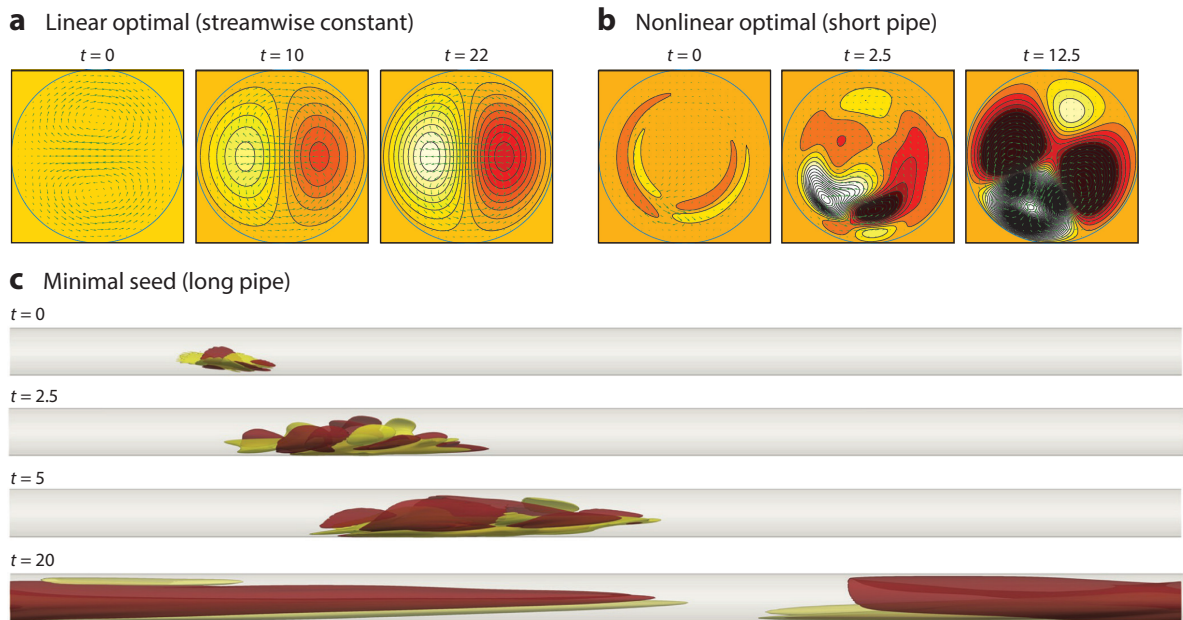 a Linear optimal (streamwise constant)
t = 0
t = 10
t = 22
b Nonlinear optimal (short pipe)
t = 0
t = 2.5
t = 12.5
c Minimal seed (long pipe)
t = 0
t = 2.5
t = 5
t = 20